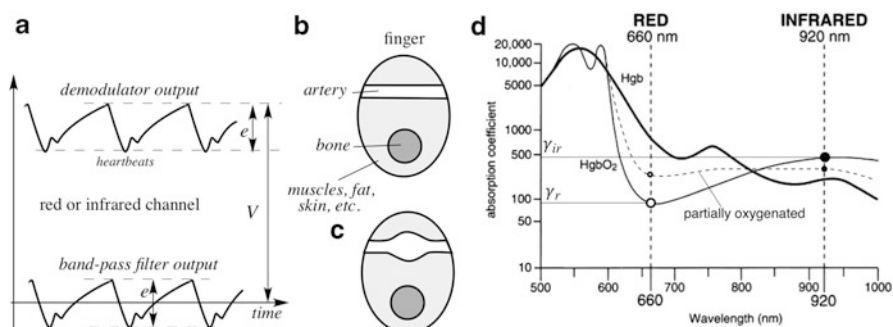 a
demodulator output
e
heartbeats
red or infrared channel
V
band-pass filter output
e
time
b
finger
artery
bone
muscles, fat,
skin, etc.
c
d
RED
660 nm
INFRARED
920 nm
absorption coefficient
20,000
10,000
5000
1000
500
100
50
10
γir
γr
Hgb
HgbO2
partially oxygenated
500
600
700
800
900
1000
660
920
Wavelength (nm)